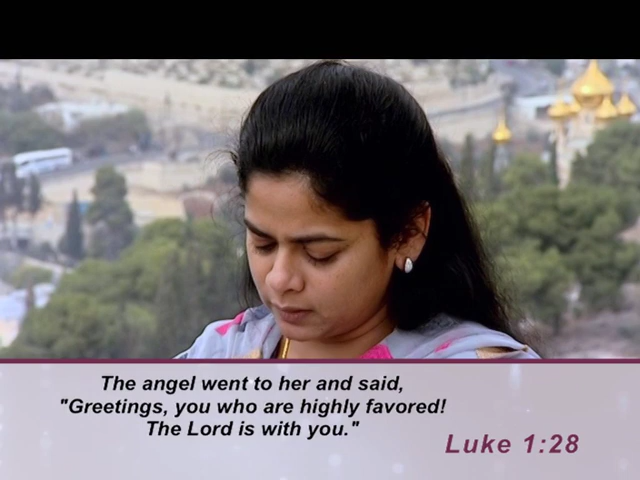 The angel went to her and said,
"Greetings, you who are highly favored!
The Lord is with you."
Luke 1:28